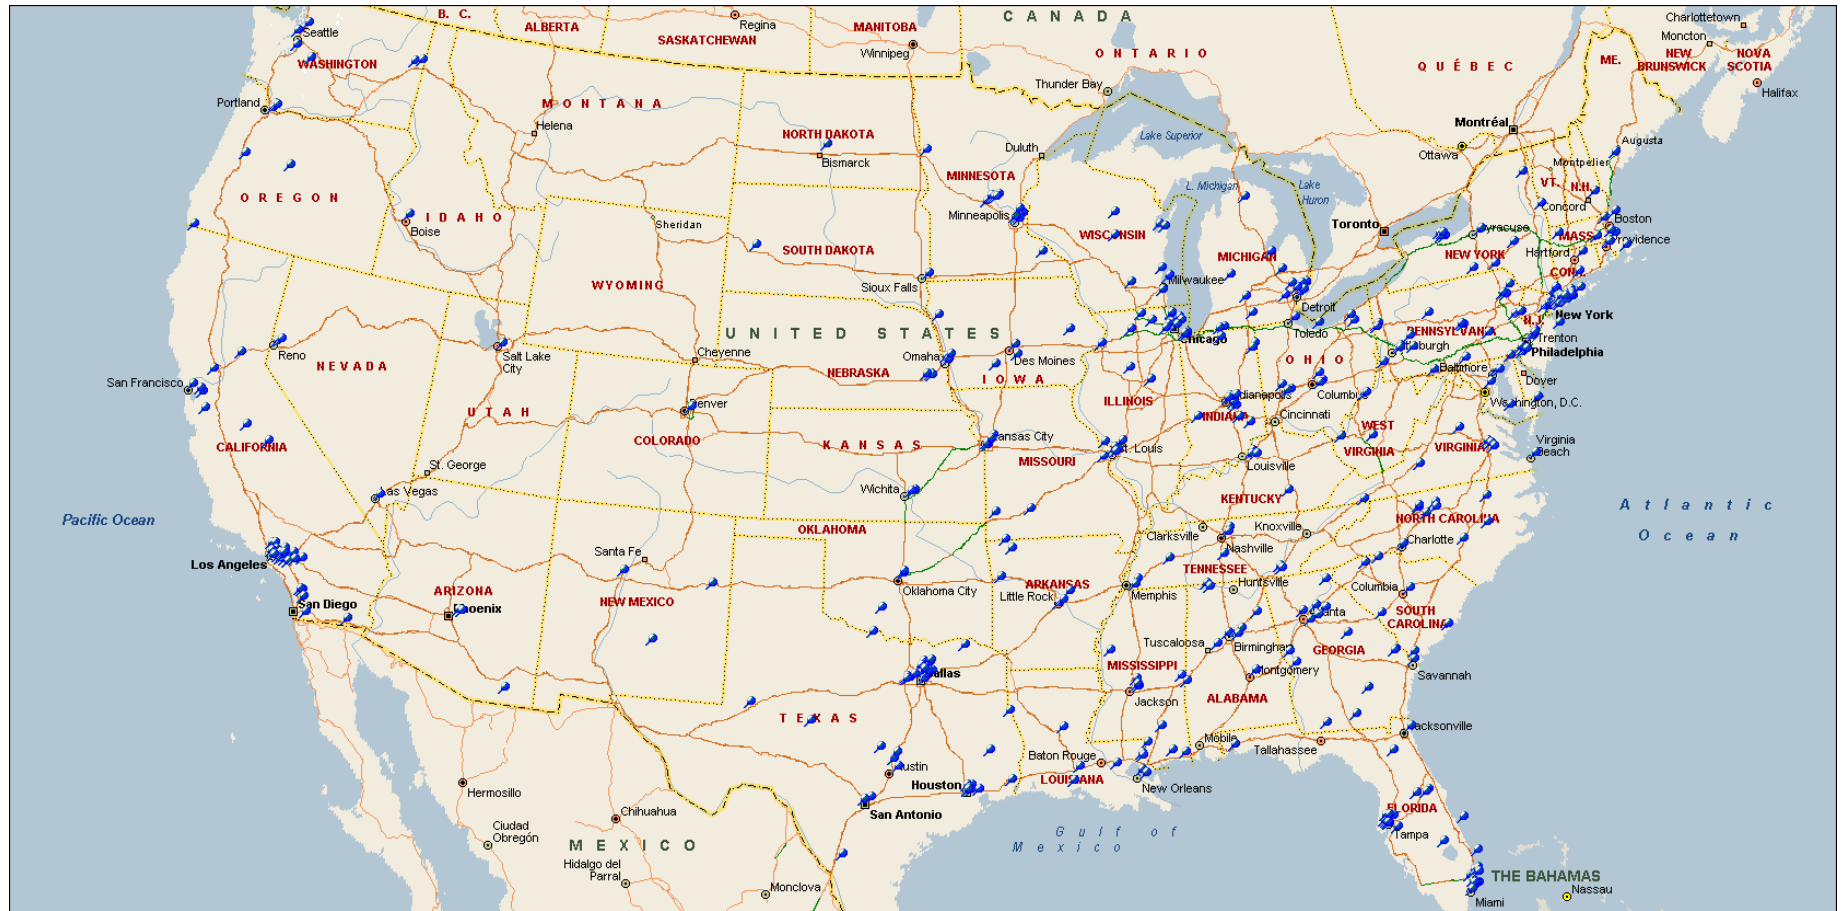 B. C.
ALBERTA
SASKATCHEWAN
Regina
MANITOBA
Winnipeg
CANADA
ONTARIO
Thunder Bay
QUÉBEC
Charlottetown
Moncton
NEW
BRUNSWICK
NOVA
SCOTIA
ME.
Halifax
Seattle
WASHINGTON
Portland
MONTANA
Helena
NORTH DAKOTA
Bismarck
Duluth
Lake Superior
Montréal
Ottawa
Augusta
Montpelier
VT.
N.H.
Concord
OREGON
IDAHO
Boise
Sheridan
MINNESOTA
Minneapolis
L. Michigan
Lake
Huron
Toronto
Syracuse
Boston
MASS
Providence
Hartford
CON.
NEW YORK
WISCONSIN
MICHIGAN
SOUTH DAKOTA
Sioux Falls
WYOMING
Milwaukee
Detroit
Toledo
New York
N.J.
Trenton
Philadelphia
PENNSYLVANIA
UNITED STATES
Reno
NEVADA
Salt Lake
City
Cheyenne
Omaha
Des Moines
NEBRASKA
IOWA
Chicago
OHIO
Baltimore
Dover
Washington, D.C.
San Francisco
UTAH
Denver
COLORADO
KANSAS
Kansas City
ILLINOIS
INDIANA
Columbus
Cincinnati
WEST
VIRGINIA
VIRGINIA
Virginia
Beach
CALIFORNIA
St. George
Las Vegas
MISSOURI
St. Louis
Louisville
Wichita
KENTUCKY
Pacific Ocean
Atlantic
Ocean
OKLAHOMA
Clarksville
Knoxville
Nashville
NORTH CAROLINA
Charlotte
Los Angeles
Santa Fe
San Diego
ARIZONA
Phoenix
NEW MEXICO
Oklahoma City
ARKANSAS
Little Rock
Memphis
TENNESSEE
Huntsville
Columbia
SOUTH
CAROLINA
Tuscaloosa
Birmingham
GEORGIA
Dallas
MISSISSIPPI
Jackson
Montgomery
ALABAMA
Savannah
TEXAS
Jacksonville
Mobile
Tallahassee
Baton Rouge
LOUISIANA
New Orleans
Austin
Houston
San Antonio
FLORIDA
Tampa
Hermosillo
Chihuahua
Ciudad
Obregón
MEXICO
Hidalgo del
Parral
Monclova
Gulf of
Mexico
THE BAHAMAS
Nassau
Miami